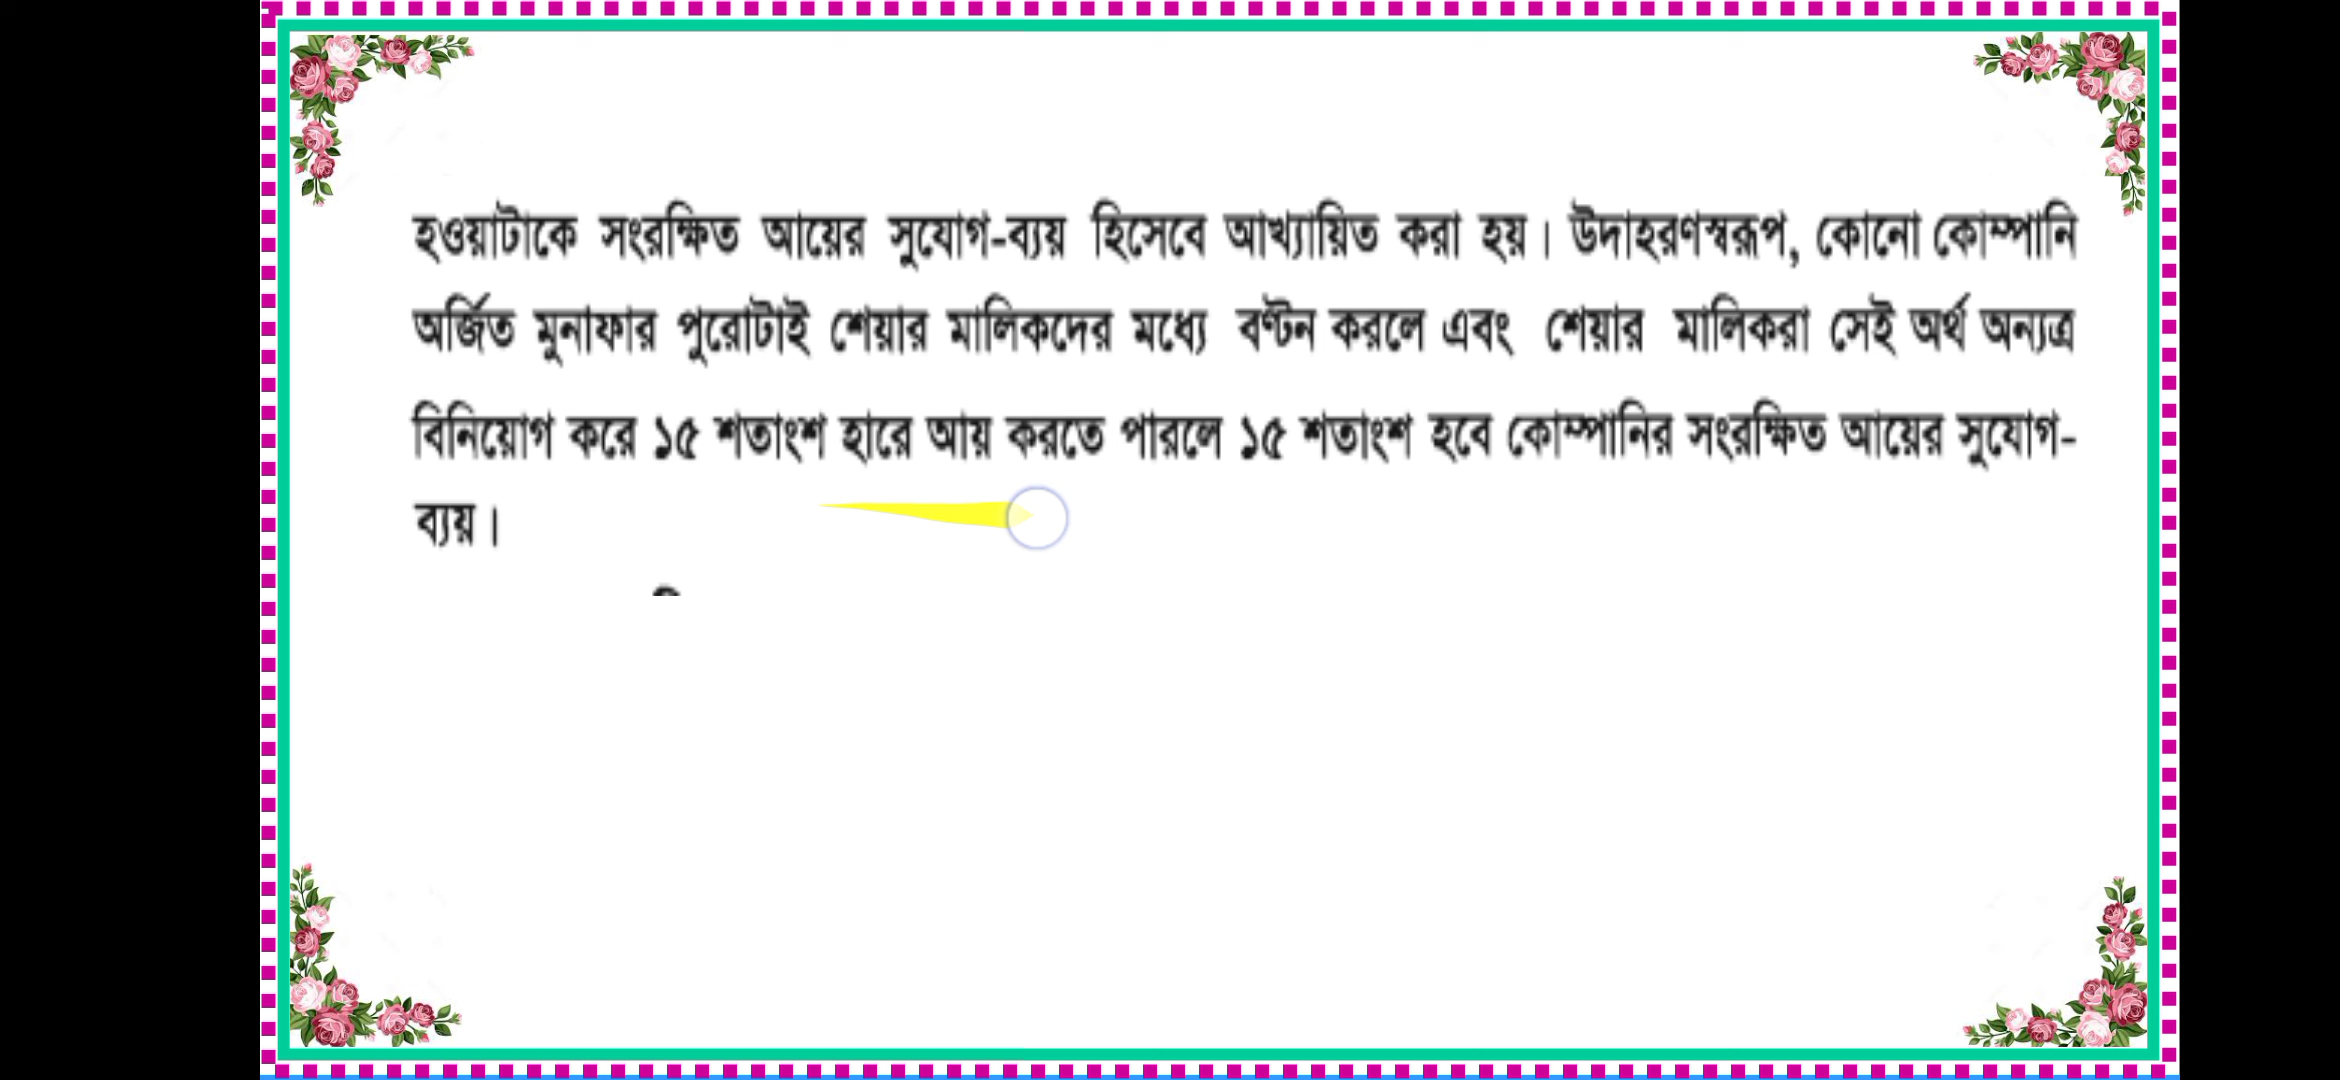 হওয়াটাকে সংরক্ষিত আয়ের সুযোগ-ব্যয় হিসেবে আখ্যায়িত করা হয়। উদাহরণস্বরূপ, কোনো কোম্পানি
অর্জিত মুনাফার পুরোটাই শেয়ার মালিকদের মধ্যে বণ্টন করলে এবং শেয়ার মালিকরা সেই অর্থ অন্যত্র
বিনিয়োগ করে ১৫ শতাংশ হারে আয় করতে পারলে ১৫ শতাংশ হবে কোম্পানির সংরক্ষিত আয়ের সুযোগ-
ব্যয়।